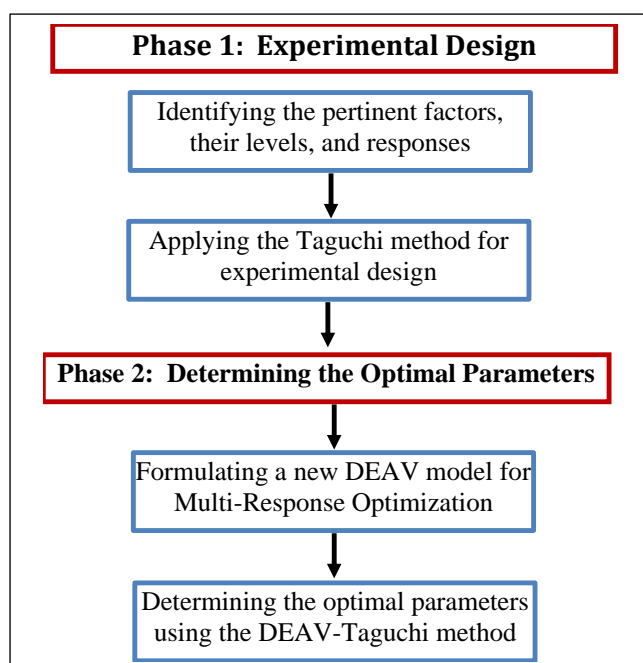 Phase 1:  Experimental Design
Identifying the pertinent factors,
their levels, and responses
Applying the Taguchi method for
experimental design
Phase 2:  Determining the Optimal Parameters
Formulating a new DEAV model for
Multi-Response Optimization
Determining the optimal parameters
using the DEAV-Taguchi method